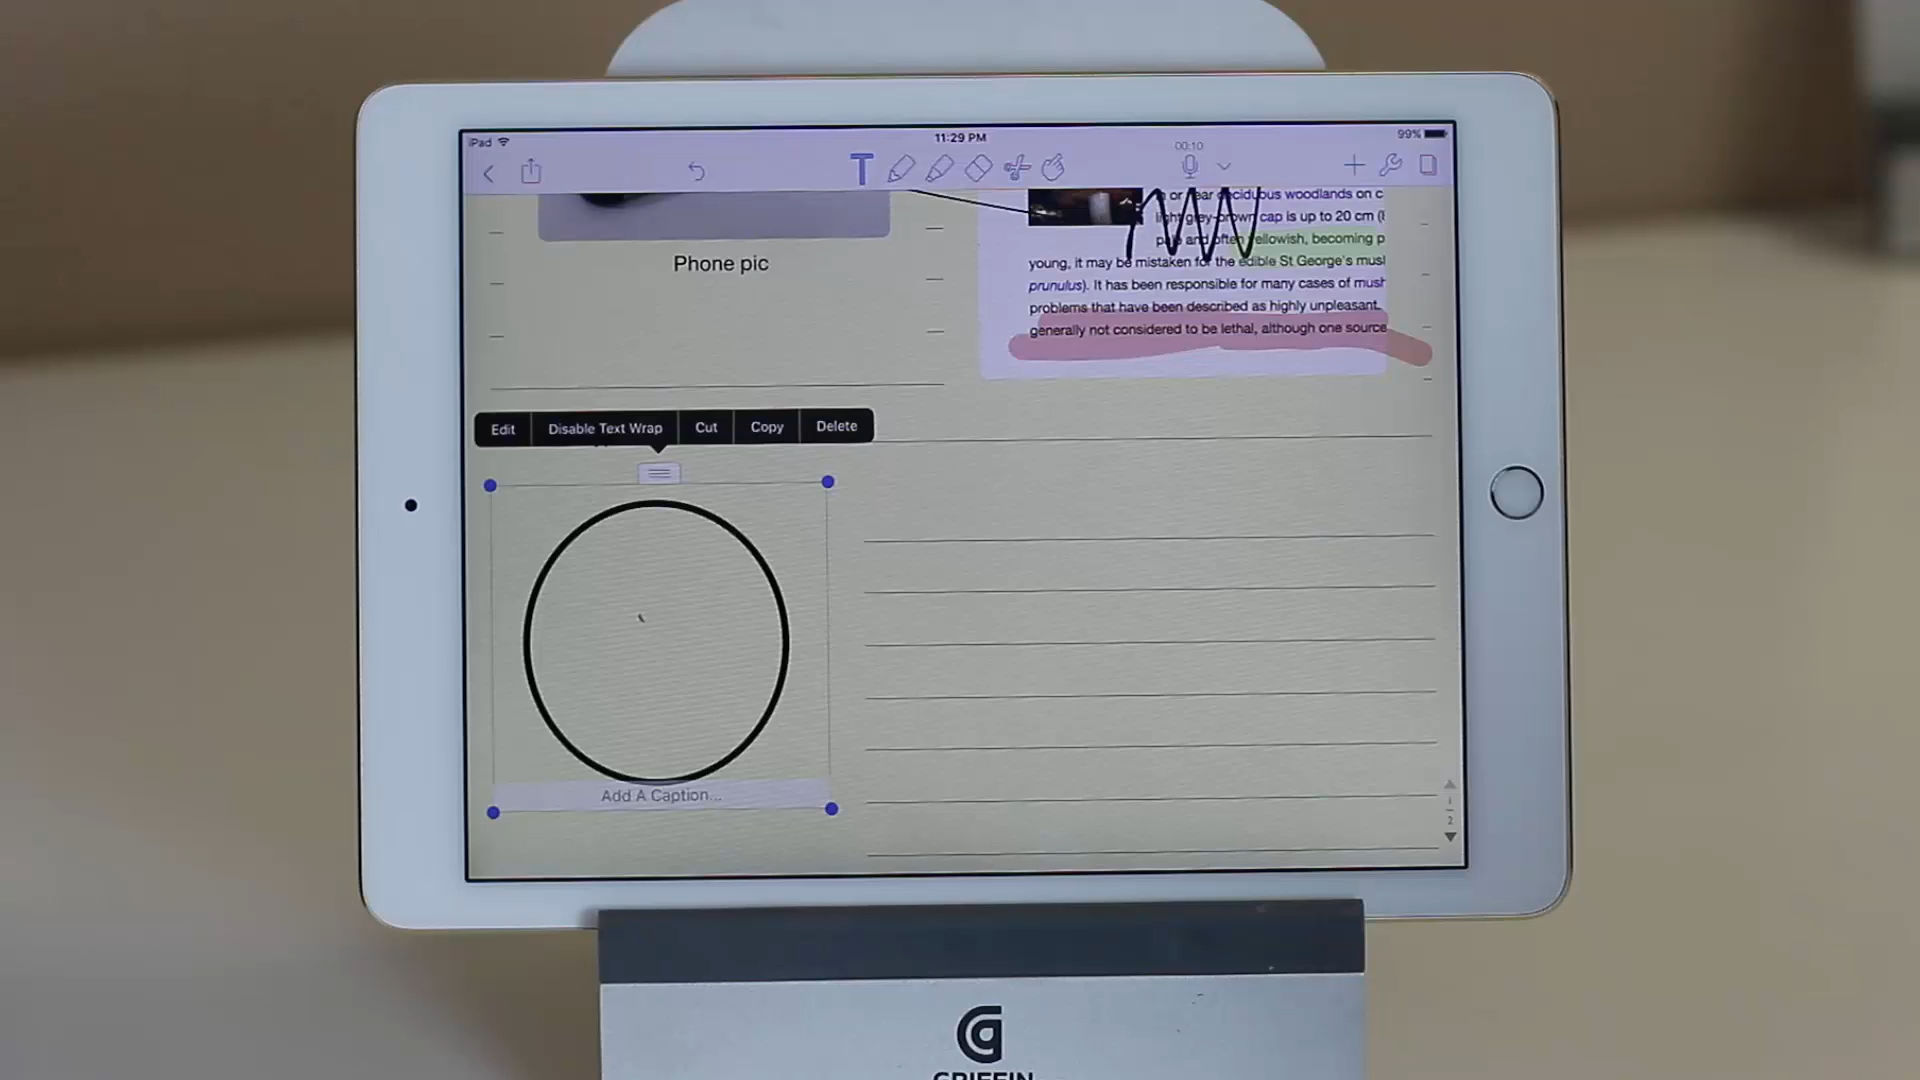 iPad
11:29 PM
99%
T
00:10
Phone pic
or near deciduous woodlands on c
light grey-brown cap is up to 20 cm (8
pale and often yellowish, becoming p
young, it may be mistaken for the edible St George's musl
prunulus). It has been responsible for many cases of mush
problems that have been described as highly unpleasant.
generally not considered to be lethal, although one source
Edit
Disable Text Wrap
Cut
Copy
Delete
Add A Caption...
1
2
GRIFFIN